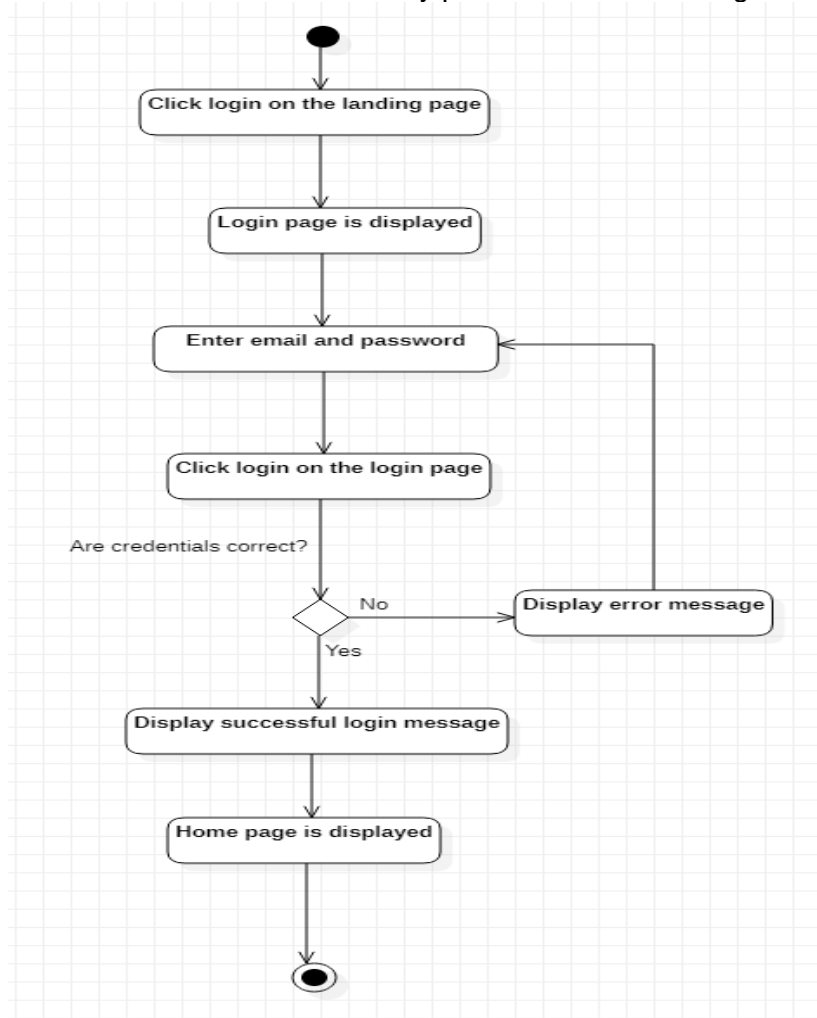 Click login on the landing page
Login page is displayed
Enter email and password
Click login on the login page
Are credentials correct?
No
Display error message
Yes
Display successful login message
Home page is displayed